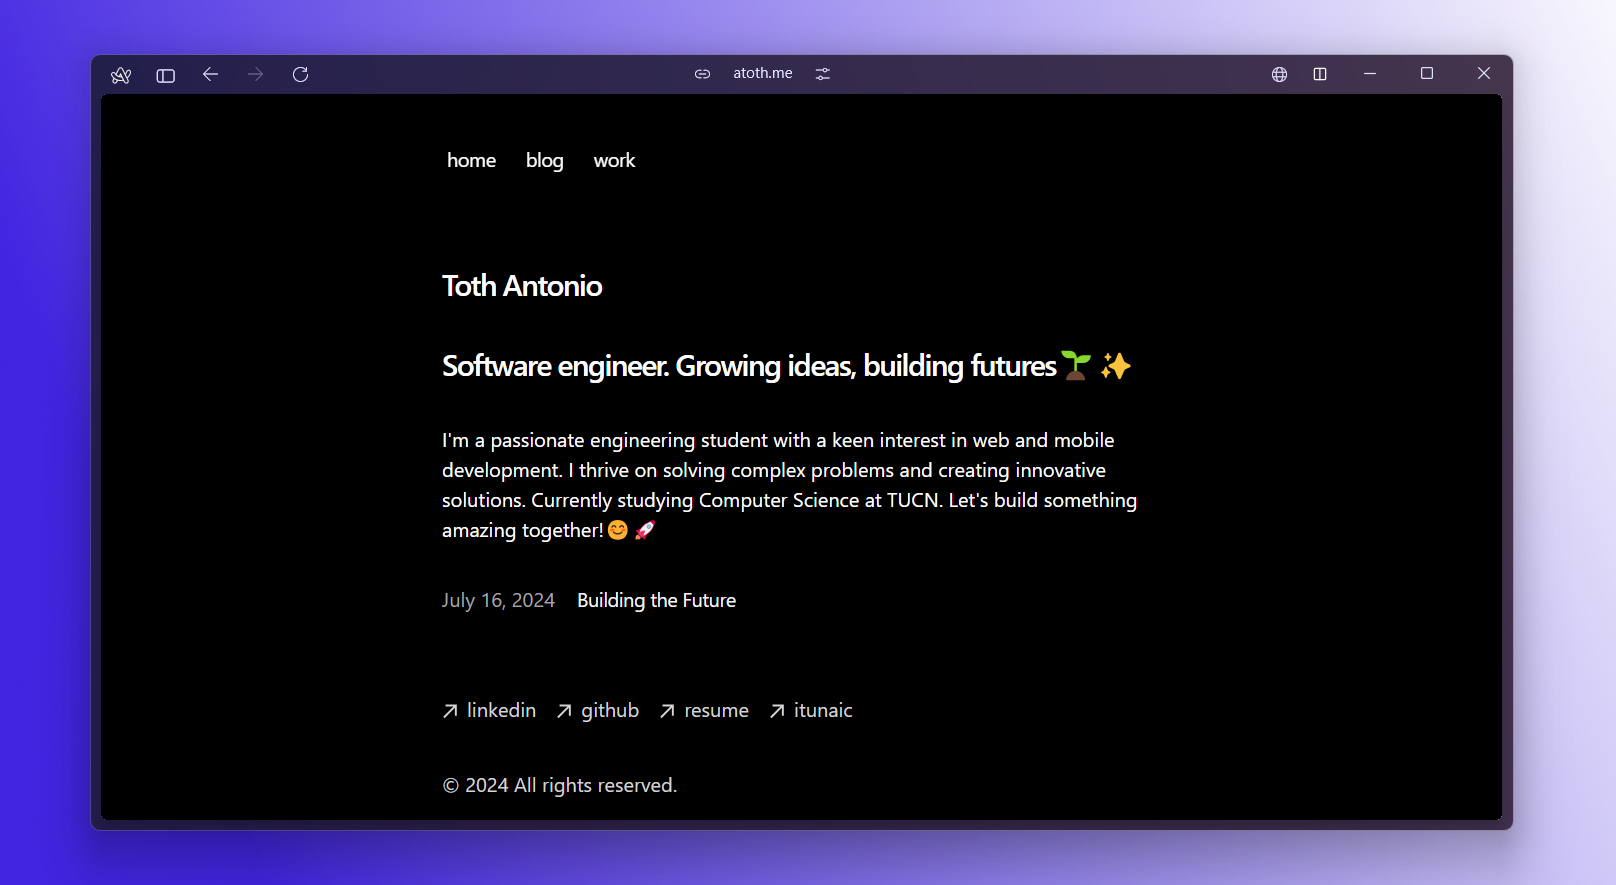 atoth.me
home blog work
Toth Antonio
Software engineer. Growing ideas, building futures🌱 ✨
I'm a passionate engineering student with a keen interest in web and mobile
development. I thrive on solving complex problems and creating innovative
solutions. Currently studying Computer Science at TUCN. Let's build something
amazing together!😊 🚀
July 16, 2024 Building the Future
linkedin github resume itunaic
© 2024 All rights reserved.